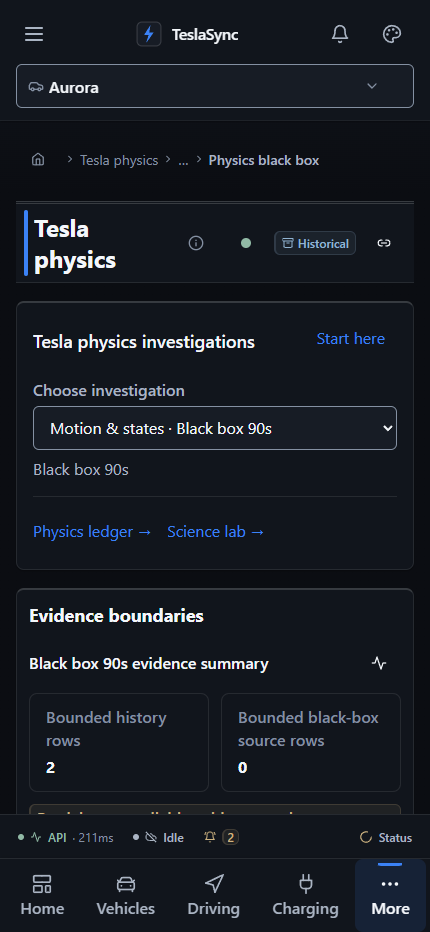 TeslaSync
Aurora
Tesla physics
...
Physics black box
Tesla
physics
Historical
Tesla physics investigations
Start here
Choose investigation
Motion & states · Black box 90s
Black box 90s
Physics ledger →
Science lab →
Evidence boundaries
Black box 90s evidence summary
Bounded history
rows
2
Bounded black-box
source rows
0
API · 211ms
Idle
2
Status
Home
Vehicles
Driving
Charging
More